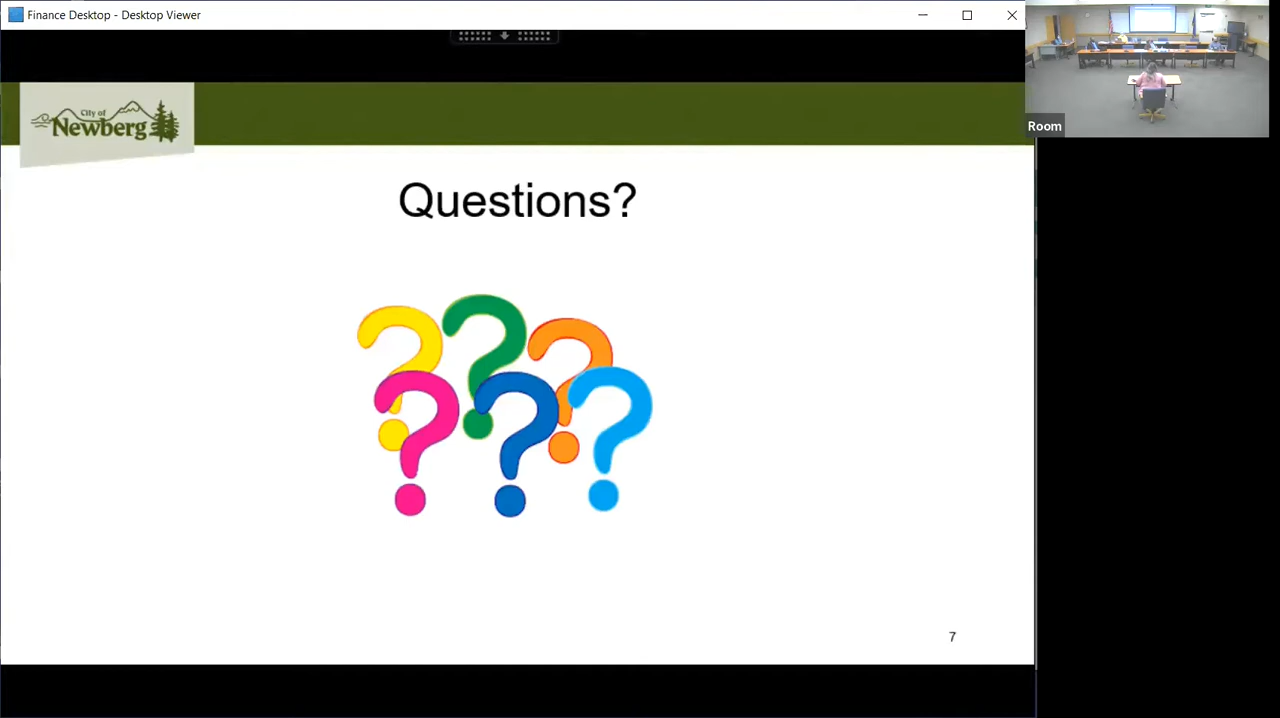 Finance Desktop - Desktop Viewer
City of
Newberg
Room
Questions?
? ? ?
? ? ?
7